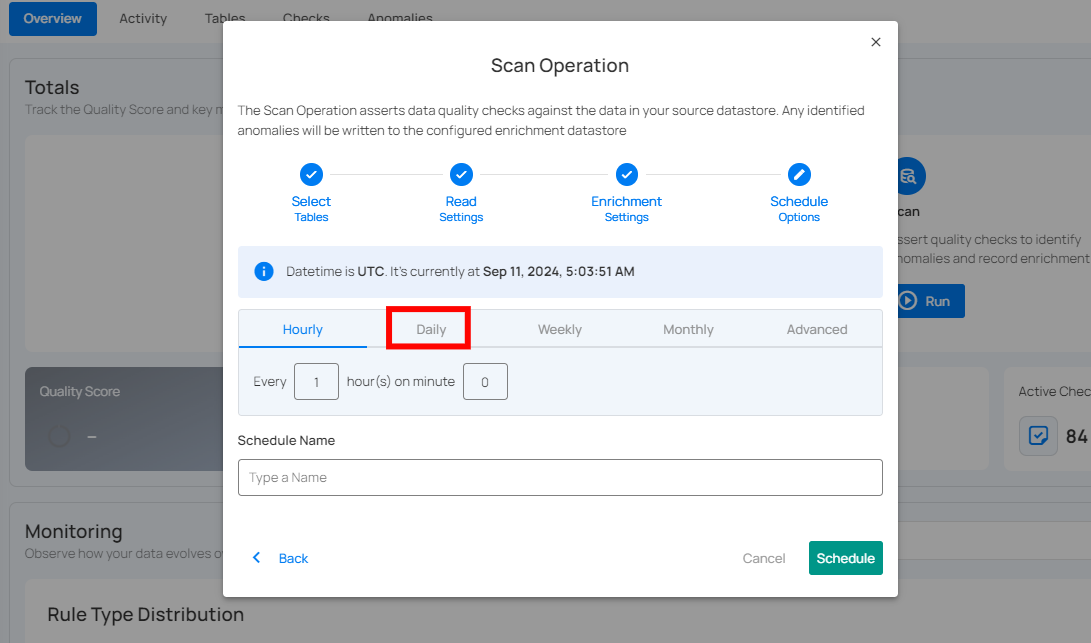 Overview Activity Tables Checks Anomalies
Totals
Track the Quality Score and key
Quality Score
–
Monitoring
Observe how your data evolves
Rule Type Distribution
Scan Operation
The Scan Operation asserts data quality checks against the data in your source datastore. Any identified
anomalies will be written to the configured enrichment datastore
Select
Tables
Read
Settings
Enrichment
Settings
Schedule
Options
Datetime is UTC. It's currently at Sep 11, 2024, 5:03:51 AM
Hourly Daily Weekly Monthly Advanced
Every 1 hour(s) on minute 0
Schedule Name
Type a Name
Back Cancel Schedule
can
ssert quality checks to identify
nomalies and record enrichment
Run
Active Chec
84